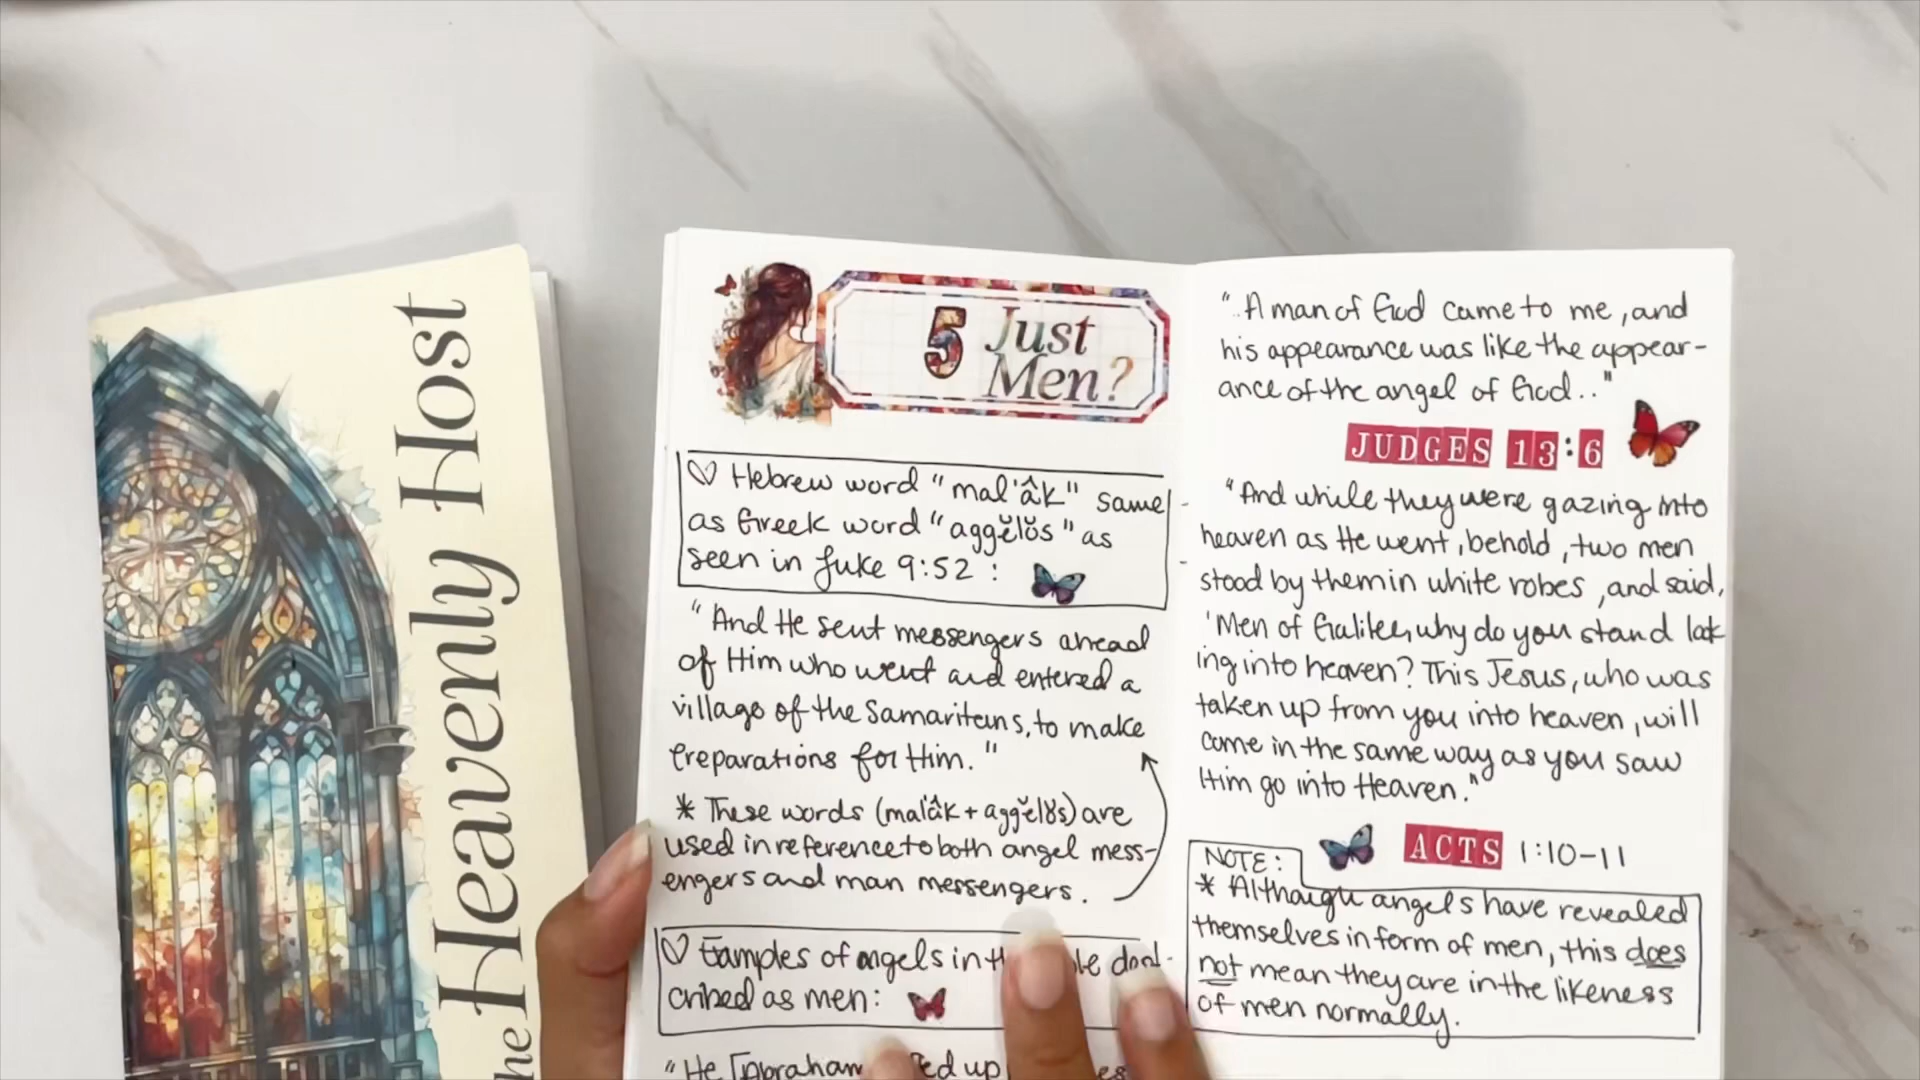 The Heavenly Host
5 Just
Men?
♡ Hebrew word "mal'âk" same
as Greek word "aggĕlŏs" as
seen in Luke 9:52 :
"And He sent messengers ahead
of Him who went and entered a
village of the Samaritans, to make
Preparations for Him."
* These words (mal'âk + aggĕlŏs) are
used in reference to both angel mess-
engers and man messengers.
♡ Examples of angels in
cribed as men:
"He [Abraham up
"..A man of God came to me, and
his appearance was like the appear-
ance of the angel of God.."
JUDGES 13:6
"And while they were gazing into
heaven as He went, behold, two men
stood by them in white robes, and said,
'Men of Galilee, why do you stand look
ing into heaven? This Jesus, who was
taken up from you into heaven, will
come in the same way as you saw
Him go into Heaven."
ACTS 1:10-11
NOTE:
* Although angels have revealed
themselves in form of men, this does
not mean they are in the likeness
of men normally.